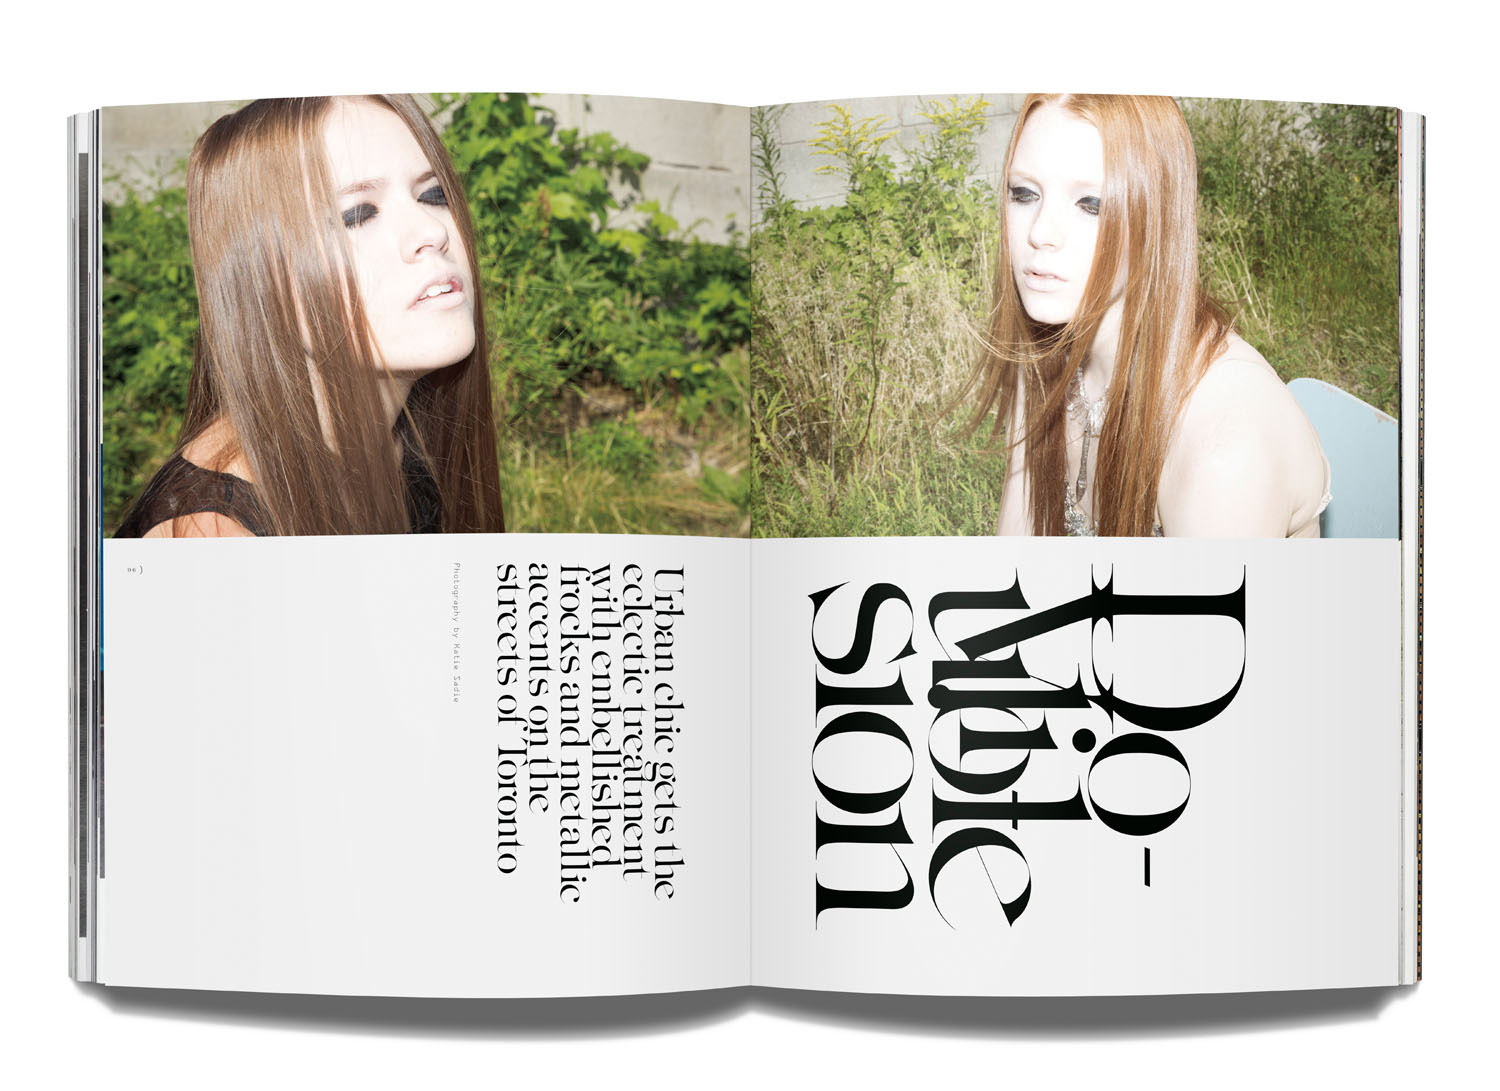 Do-
uble Vi
sion
Urban chic gets the
eclectic treatment
with embellished
frocks and metallic
accents on the
streets of Toronto
Photography by Katie Sadie